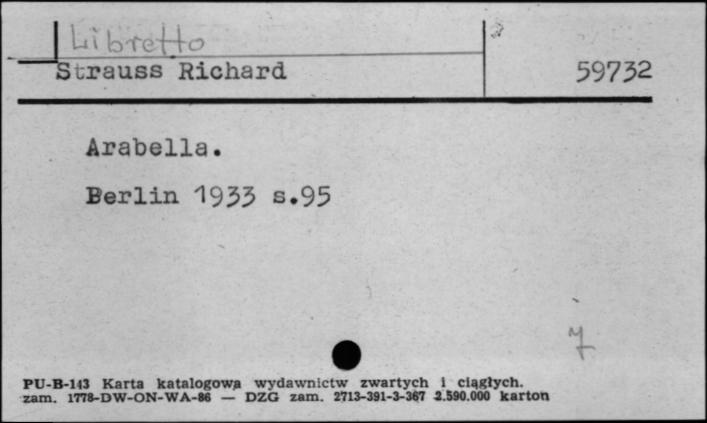 Libretto
Strauss Richard 59732
Arabella.
Berlin 1933 s.95
PU-B-143 Karta katalogowa wydawnictw zwartych i ciągłych.
zam. 1778-DW-ON-WA-86 — DZG zam. 2713-391-3-367 2.590.000 karton